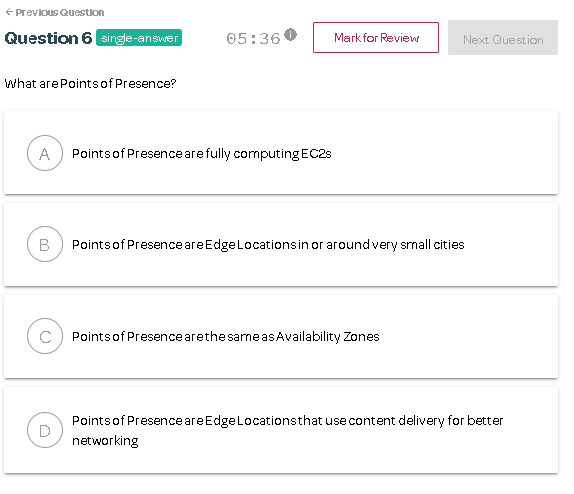 ← Previous Question
Question 6 single-answer 05:36 i Mark for Review Next Question
What are Points of Presence?
A Points of Presence are fully computing EC2s
B Points of Presence are Edge Locations in or around very small cities
C Points of Presence are the same as Availability Zones
D Points of Presence are Edge Locations that use content delivery for better
networking